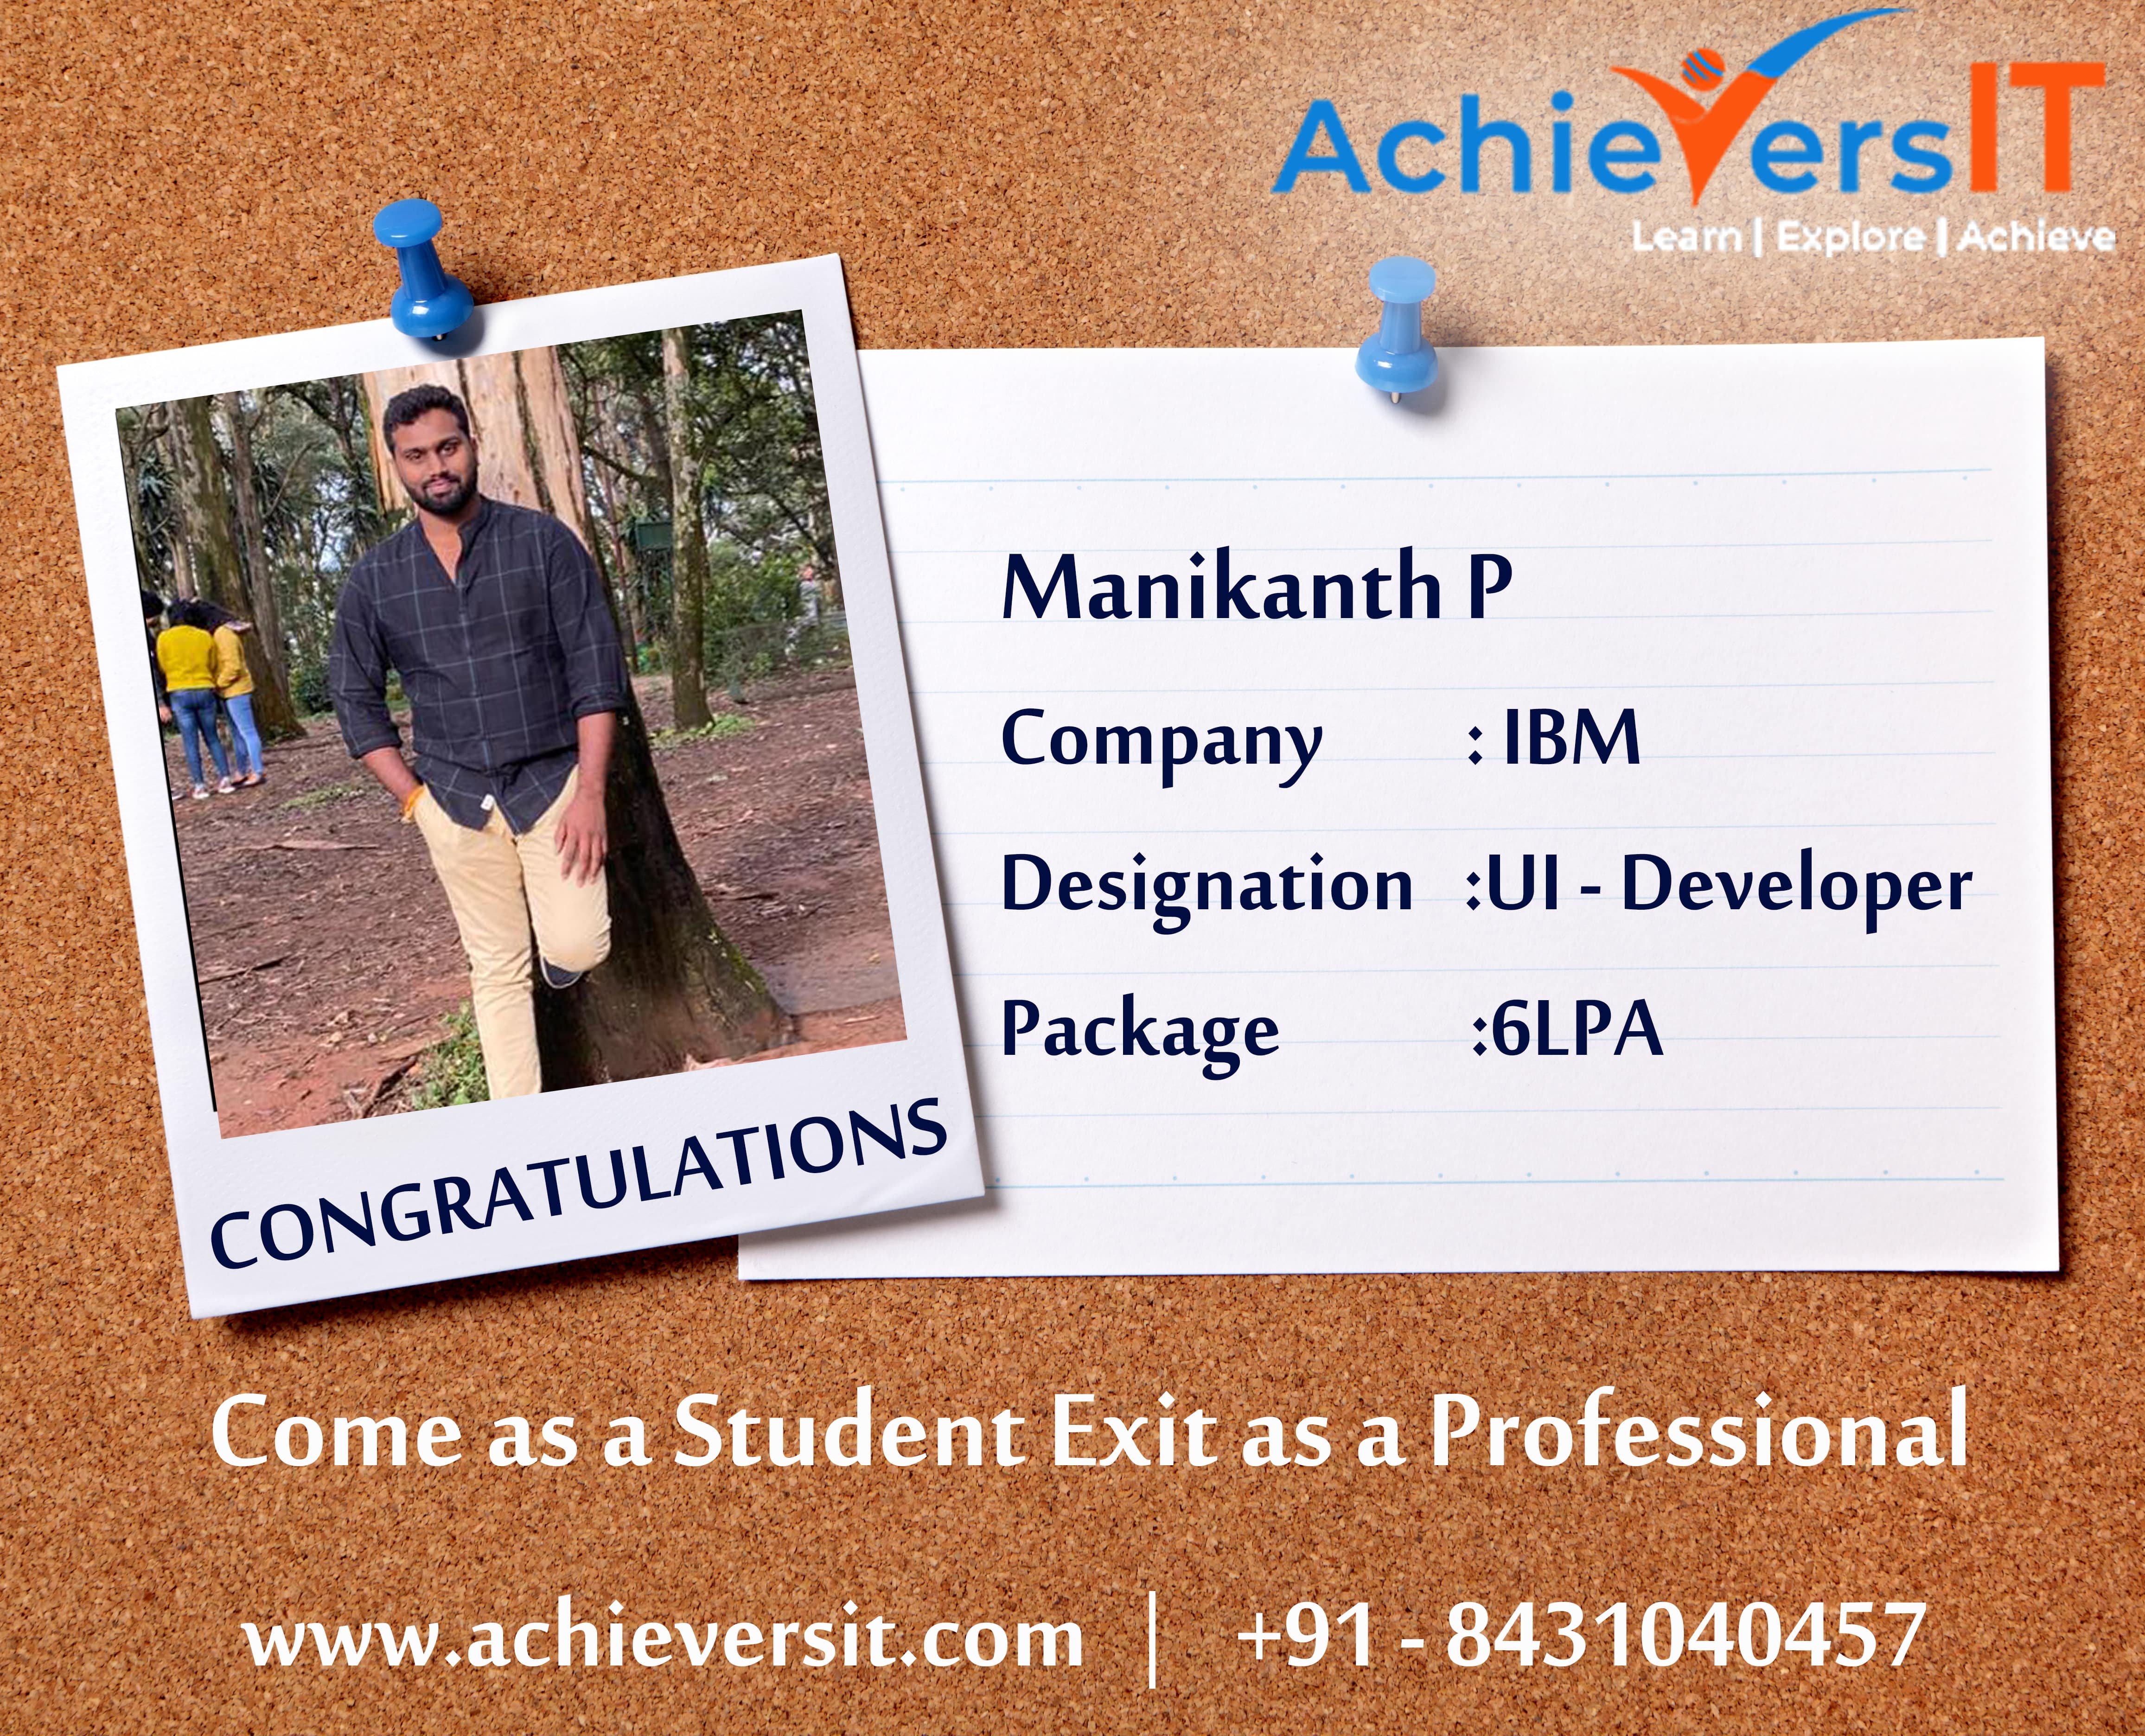 AchieversIT
Learn | Explore | Achieve
Manikanth P
Company : IBM
Designation :UI - Developer
Package :6LPA
CONGRATULATIONS
Come as a Student Exit as a Professional
www.achieversit.com | +91 - 8431040457